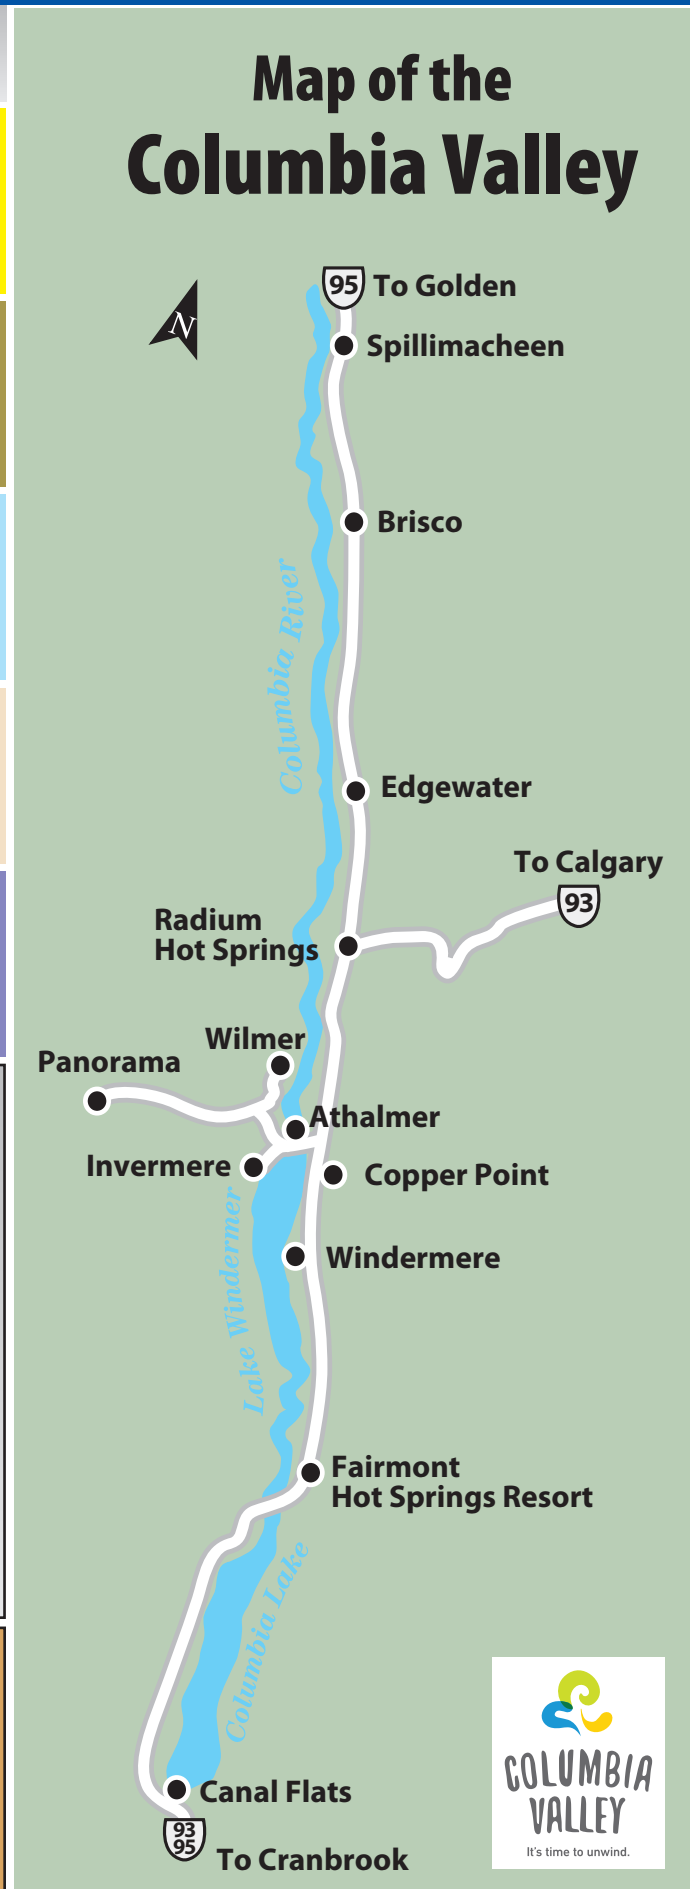 Map of the
Columbia Valley
N
95 To Golden
Spillimacheen
Brisco
Columbia River
Edgewater
To Calgary
93
Radium
Hot Springs
Wilmer
Panorama
Athalmer
Invermere
Copper Point
Lake Windermer
Windermere
Fairmont
Hot Springs Resort
Columbia Lake
Canal Flats
93
95
To Cranbrook
COLUMBIA
VALLEY
It's time to unwind.